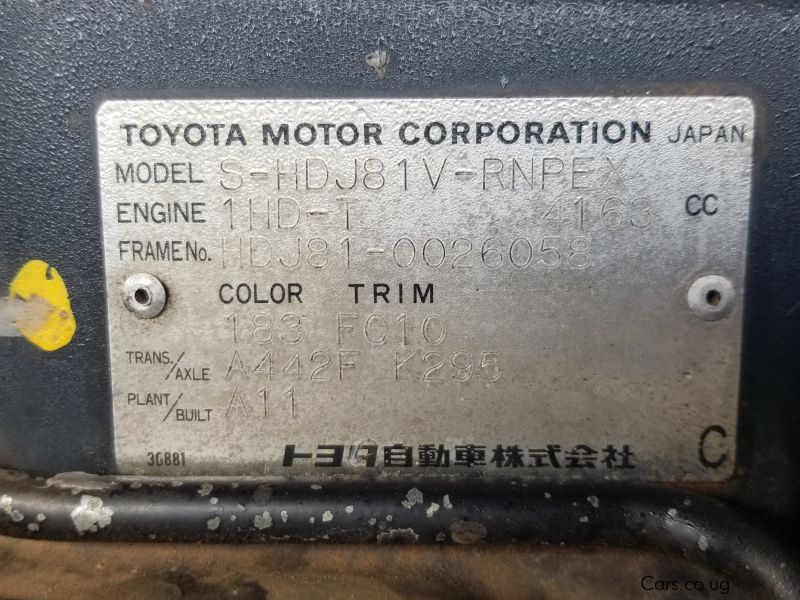 TOYOTA MOTOR CORPORATION JAPAN
MODEL S-HDJ81V-RNPEX
ENGINE 1HD-T 4163 CC
FRAME No. HDJ81-0026058
COLOR TRIM
183 FC10
TRANS./AXLE A442F K295
PLANT/BUILT A11
30881 トヨタ自動車株式会社 C
Cars.co.ug